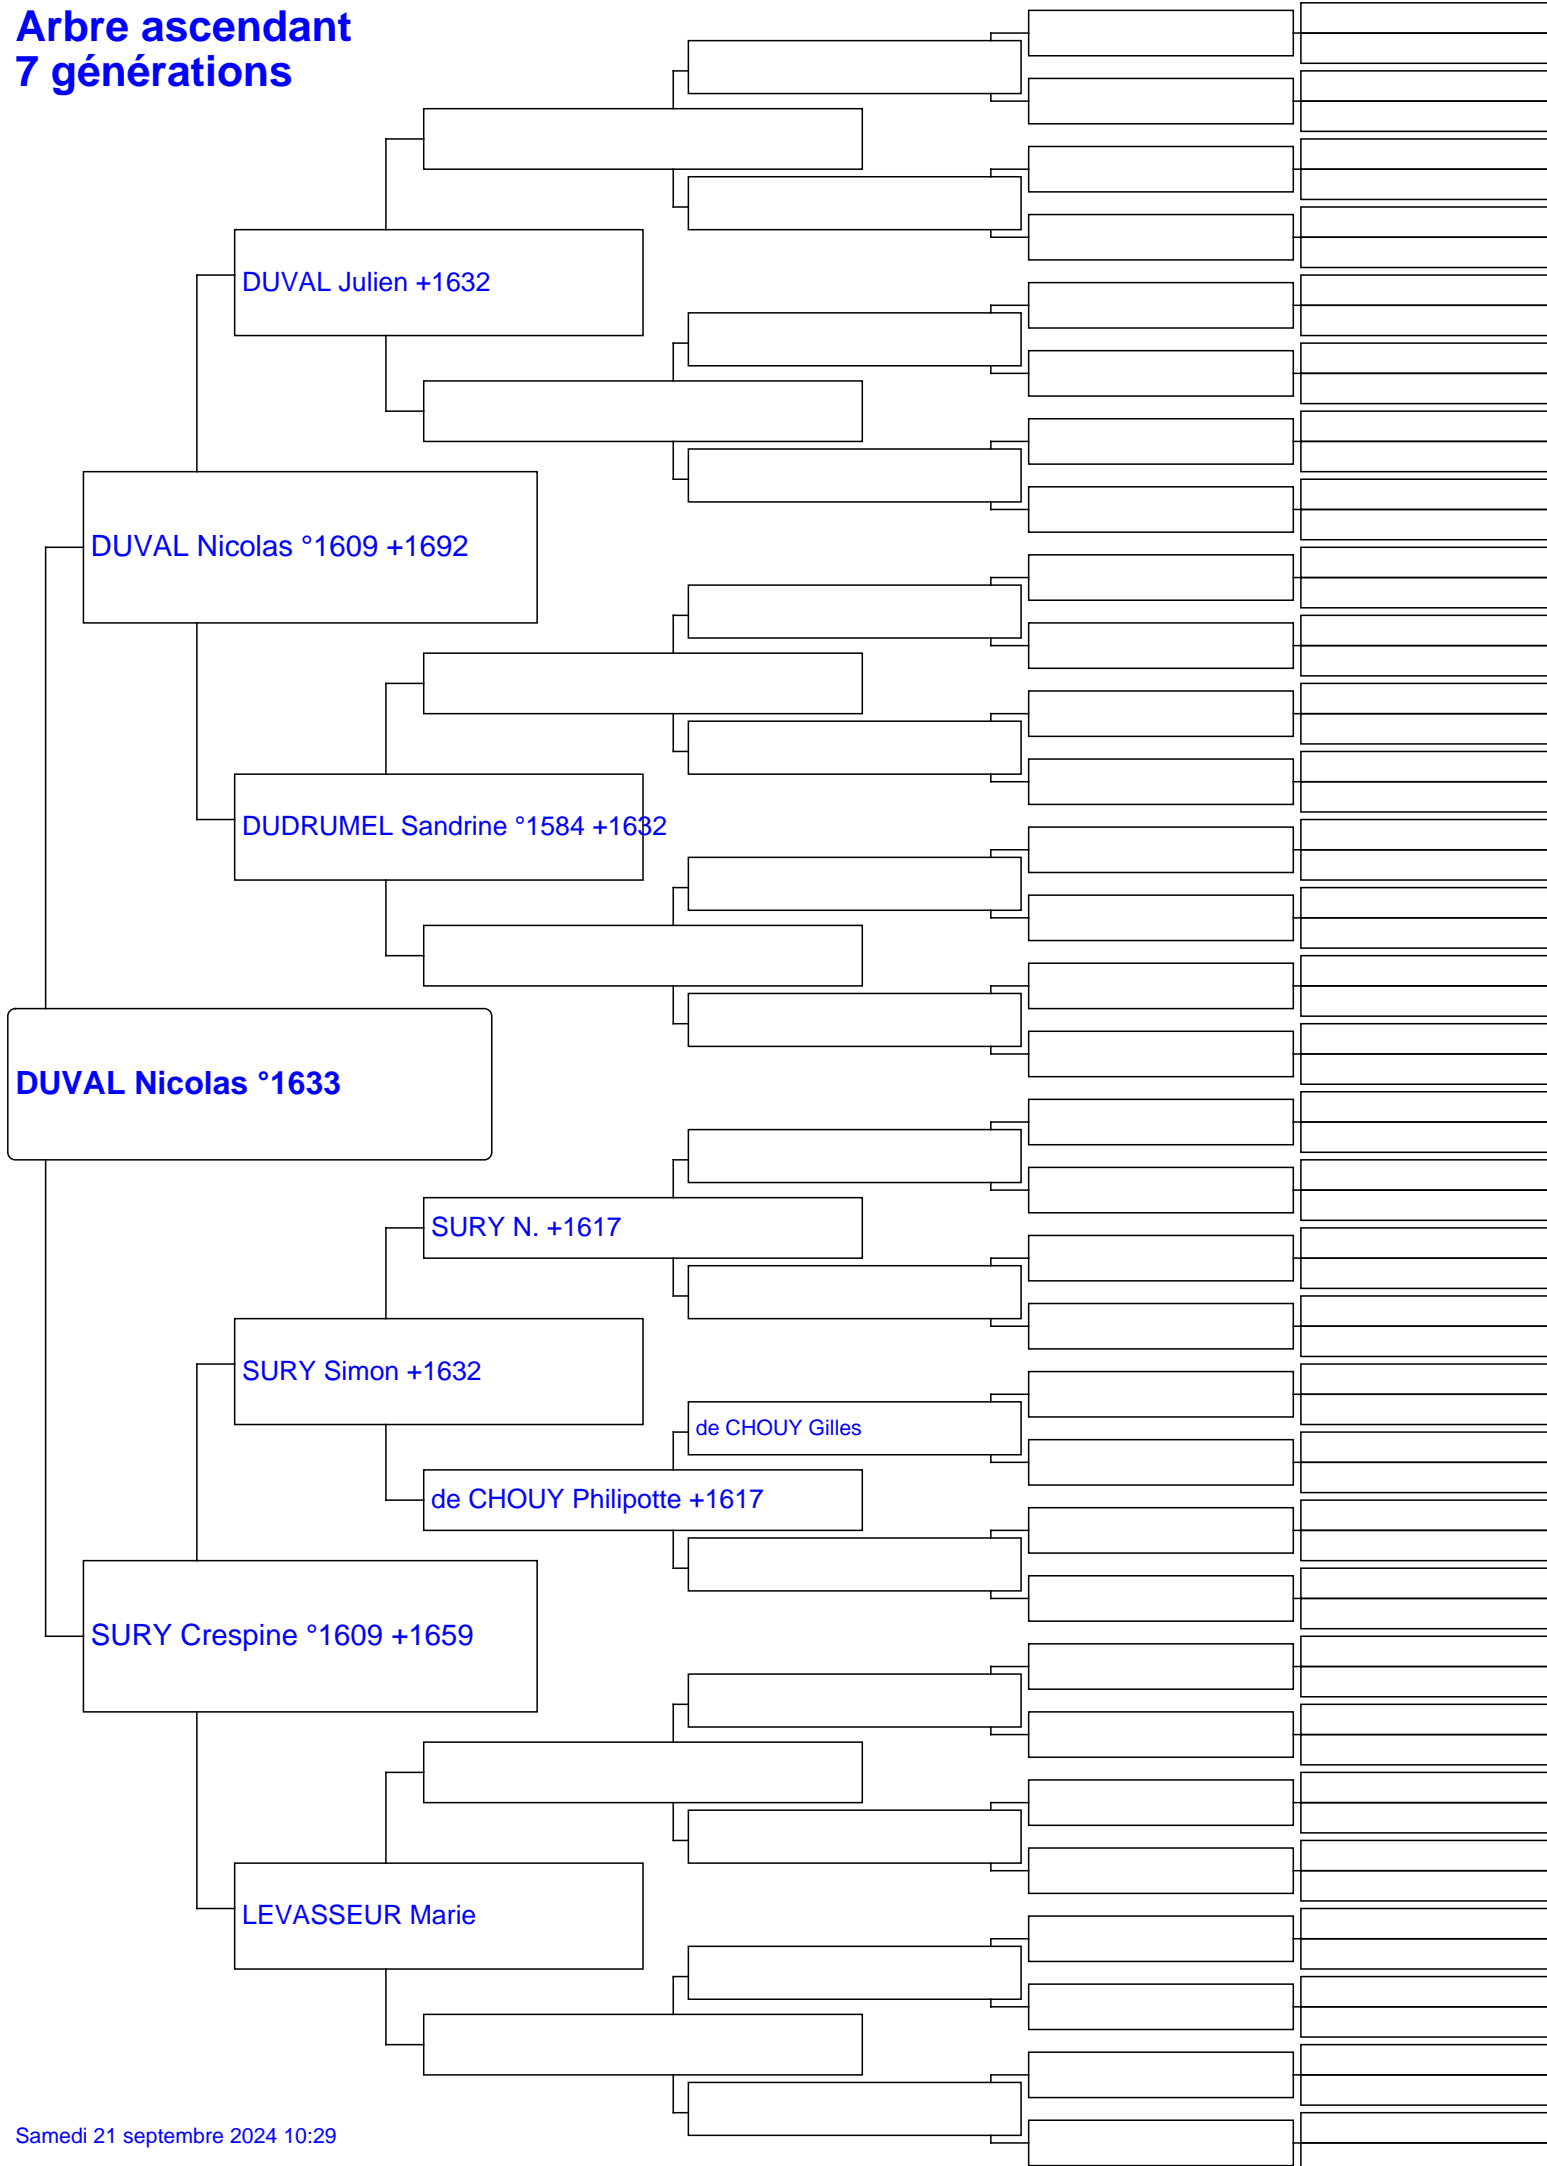 Arbre ascendant
7 générations
DUVAL Julien +1632
DUVAL Nicolas °1609 +1692
DUDRUMEL Sandrine °1584 +1632
DUVAL Nicolas °1633
SURY N. +1617
SURY Simon +1632
de CHOUY Gilles
de CHOUY Philipotte +1617
SURY Crespine °1609 +1659
LEVASSEUR Marie
Samedi 21 septembre 2024 10:29